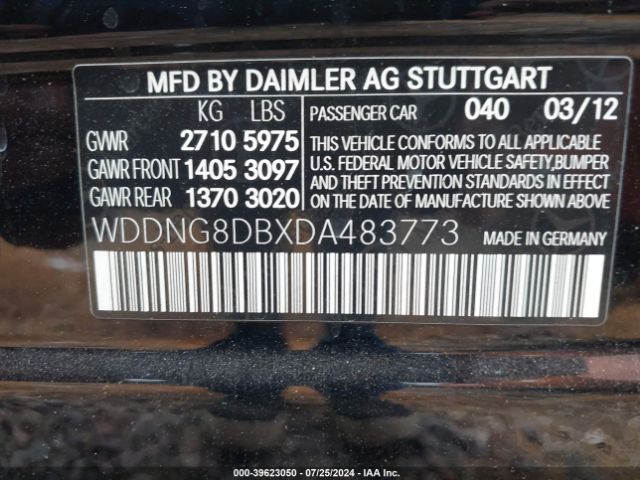 MFD BY DAIMLER AG STUTTGART
KG LBS
GVWR 2710 5975
GAWR FRONT 1405 3097
GAWR REAR 1370 3020
PASSENGER CAR 040 03/12
THIS VEHICLE CONFORMS TO ALL APPLICABLE
U.S. FEDERAL MOTOR VEHICLE SAFETY,BUMPER
AND THEFT PREVENTION STANDARDS IN EFFECT
ON THE DATE OF MANUFACTURE SHOWN ABOVE.
WDDNG8DBXDA483773 MADE IN GERMANY
000-39623050 - 07/25/2024 - IAA Inc.